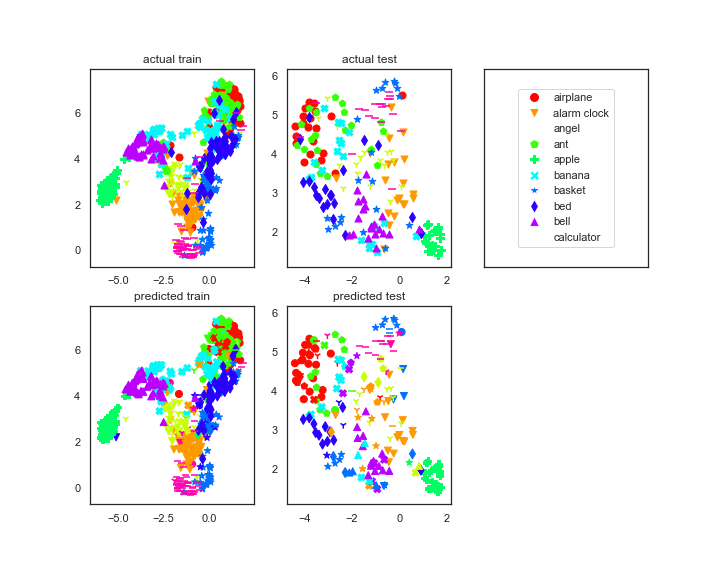 actual train
actual test
6
4
2
0
−5.0 −2.5 0.0
6
5
4
3
2
−4 −2 0 2
airplane
alarm clock
angel
ant
apple
banana
basket
bed
bell
calculator
predicted train
predicted test
6
4
2
0
−5.0 −2.5 0.0
6
5
4
3
2
−4 −2 0 2